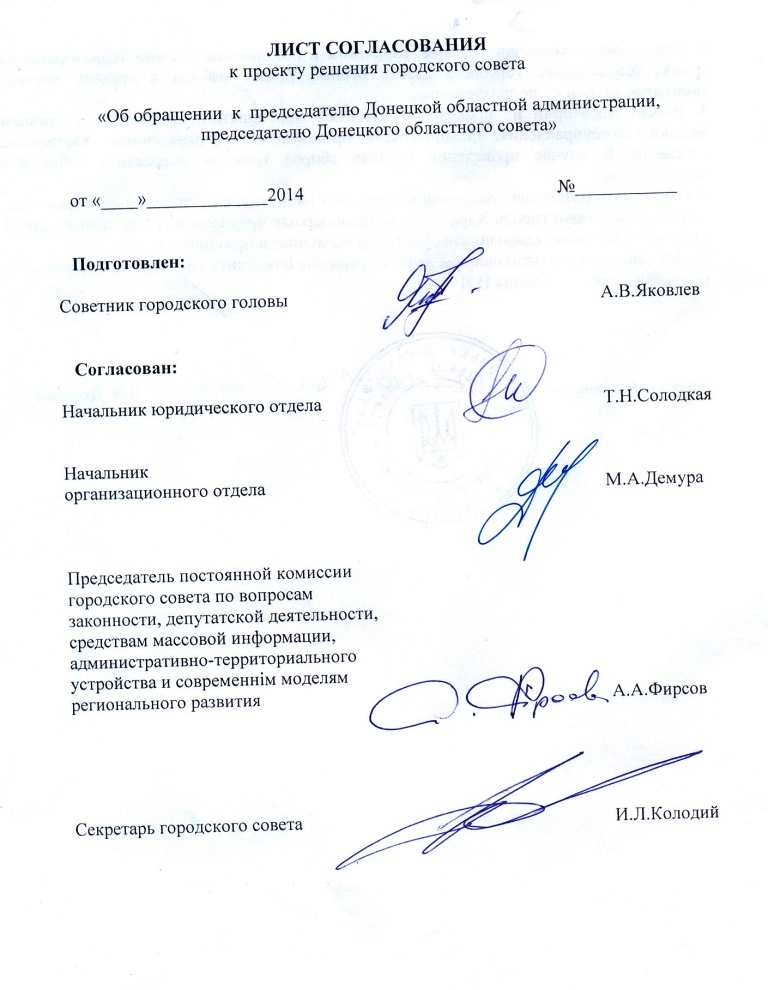 ЛИСТ СОГЛАСОВАНИЯ
к проекту решения городского совета
«Об обращении к председателю Донецкой областной администрации,
председателю Донецкого областного совета»
от «____»_____________2014 №___________
Подготовлен:
Советник городского головы А.В.Яковлев
Согласован:
Начальник юридического отдела Т.Н.Солодкая
Начальник
организационного отдела М.А.Демура
Председатель постоянной комиссии
городского совета по вопросам
законности, депутатской деятельности,
средствам массовой информации,
административно-территориального
устройства и современнім моделям
регионального развития А.А.Фирсов
Секретарь городского совета И.Л.Колодий